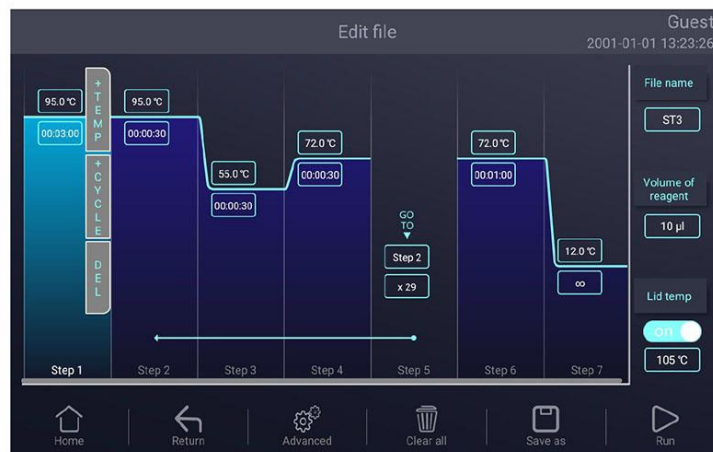 Edit file
Guest
2001-01-01 13:23:26
95.0 ℃
00:03:00
+TEMP
+CYCLE
DEL
95.0 ℃
00:00:30
55.0 ℃
00:00:30
72.0 ℃
00:00:30
GO
TO
Step 2
x 29
72.0 ℃
00:01:00
12.0 ℃
∞
Step 1
Step 2
Step 3
Step 4
Step 5
Step 6
Step 7
File name
ST3
Volume of
reagent
10 µl
Lid temp
on
105 ℃
Home
Return
Advanced
Clear all
Save as
Run